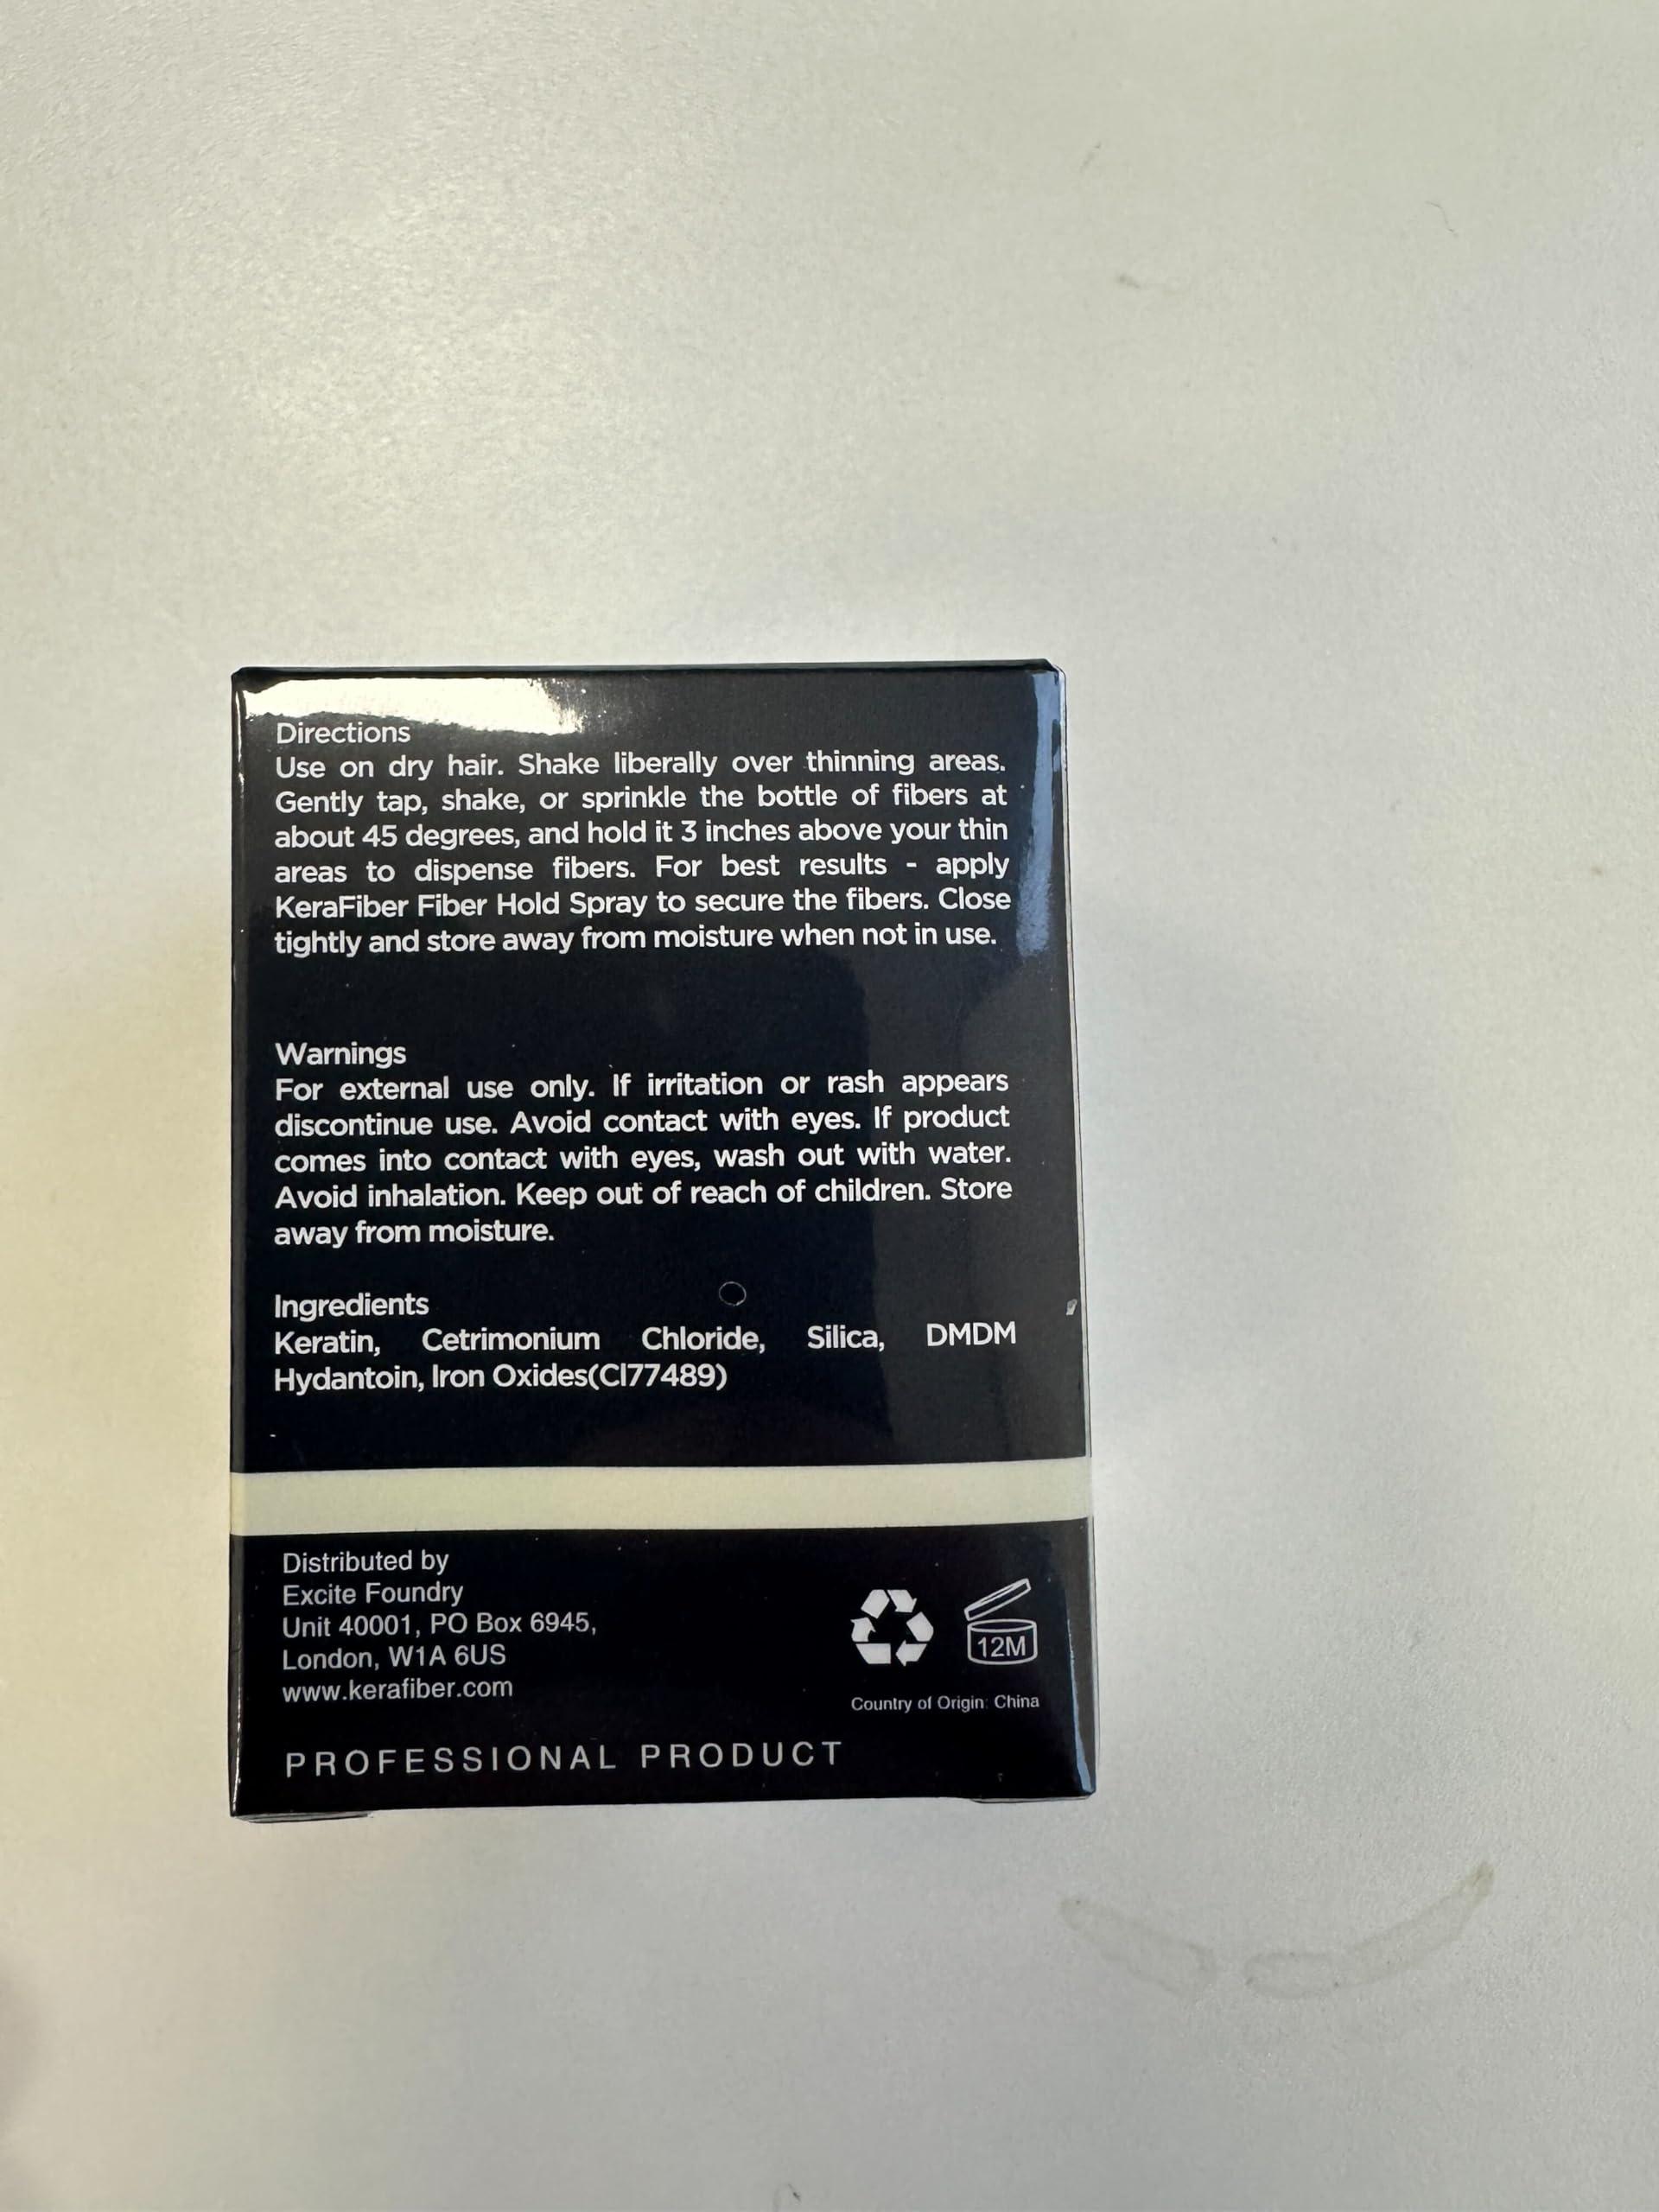 Directions
Use on dry hair. Shake liberally over thinning areas.
Gently tap, shake, or sprinkle the bottle of fibers at
about 45 degrees, and hold it 3 inches above your thin
areas to dispense fibers. For best results - apply
KeraFiber Fiber Hold Spray to secure the fibers. Close
tightly and store away from moisture when not in use.
Warnings
For external use only. If irritation or rash appears
discontinue use. Avoid contact with eyes. If product
comes into contact with eyes, wash out with water.
Avoid inhalation. Keep out of reach of children. Store
away from moisture.
Ingredients
Keratin, Cetrimonium Chloride, Silica, DMDM
Hydantoin, Iron Oxides(CI77489)
Distributed by
Excite Foundry
Unit 40001, PO Box 6945,
London, W1A 6US
www.kerafiber.com
12M
Country of Origin: China
PROFESSIONAL PRODUCT